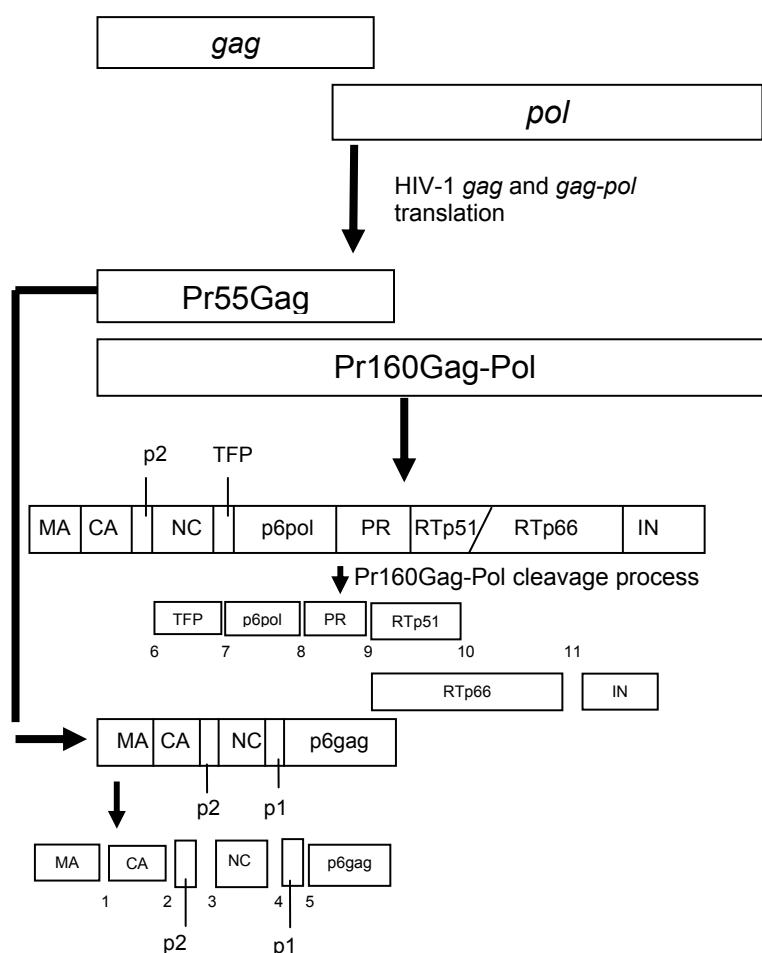 gag
pol
HIV-1 gag and gag-pol
translation
Pr55Gag
Pr160Gag-Pol
p2 TFP
MA CA NC p6pol PR RTp51 RTp66 IN
Pr160Gag-Pol cleavage process
TFP p6pol PR RTp51
6 7 8 9 10 11
RTp66 IN
MA CA NC p6gag
p2 p1
MA CA NC p6gag
1 2 3 4 5
p2 p1